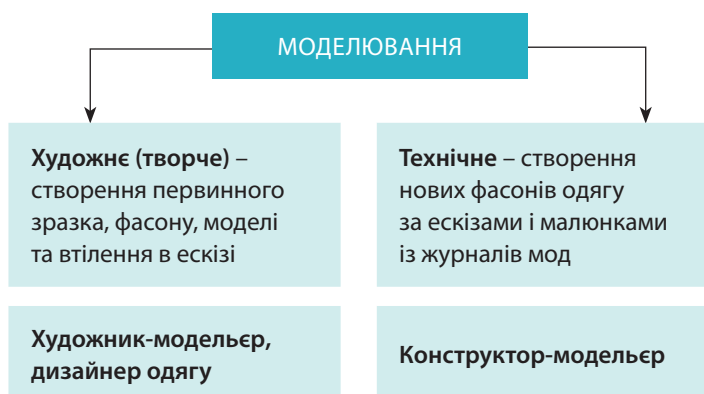 МОДЕЛЮВАННЯ
Художнє (творче) –
створення первинного
зразка, фасону, моделі
та втілення в ескізі
Технічне – створення
нових фасонів одягу
за ескізами і малюнками
із журналів мод
Художник-модельєр,
дизайнер одягу
Конструктор-модельєр